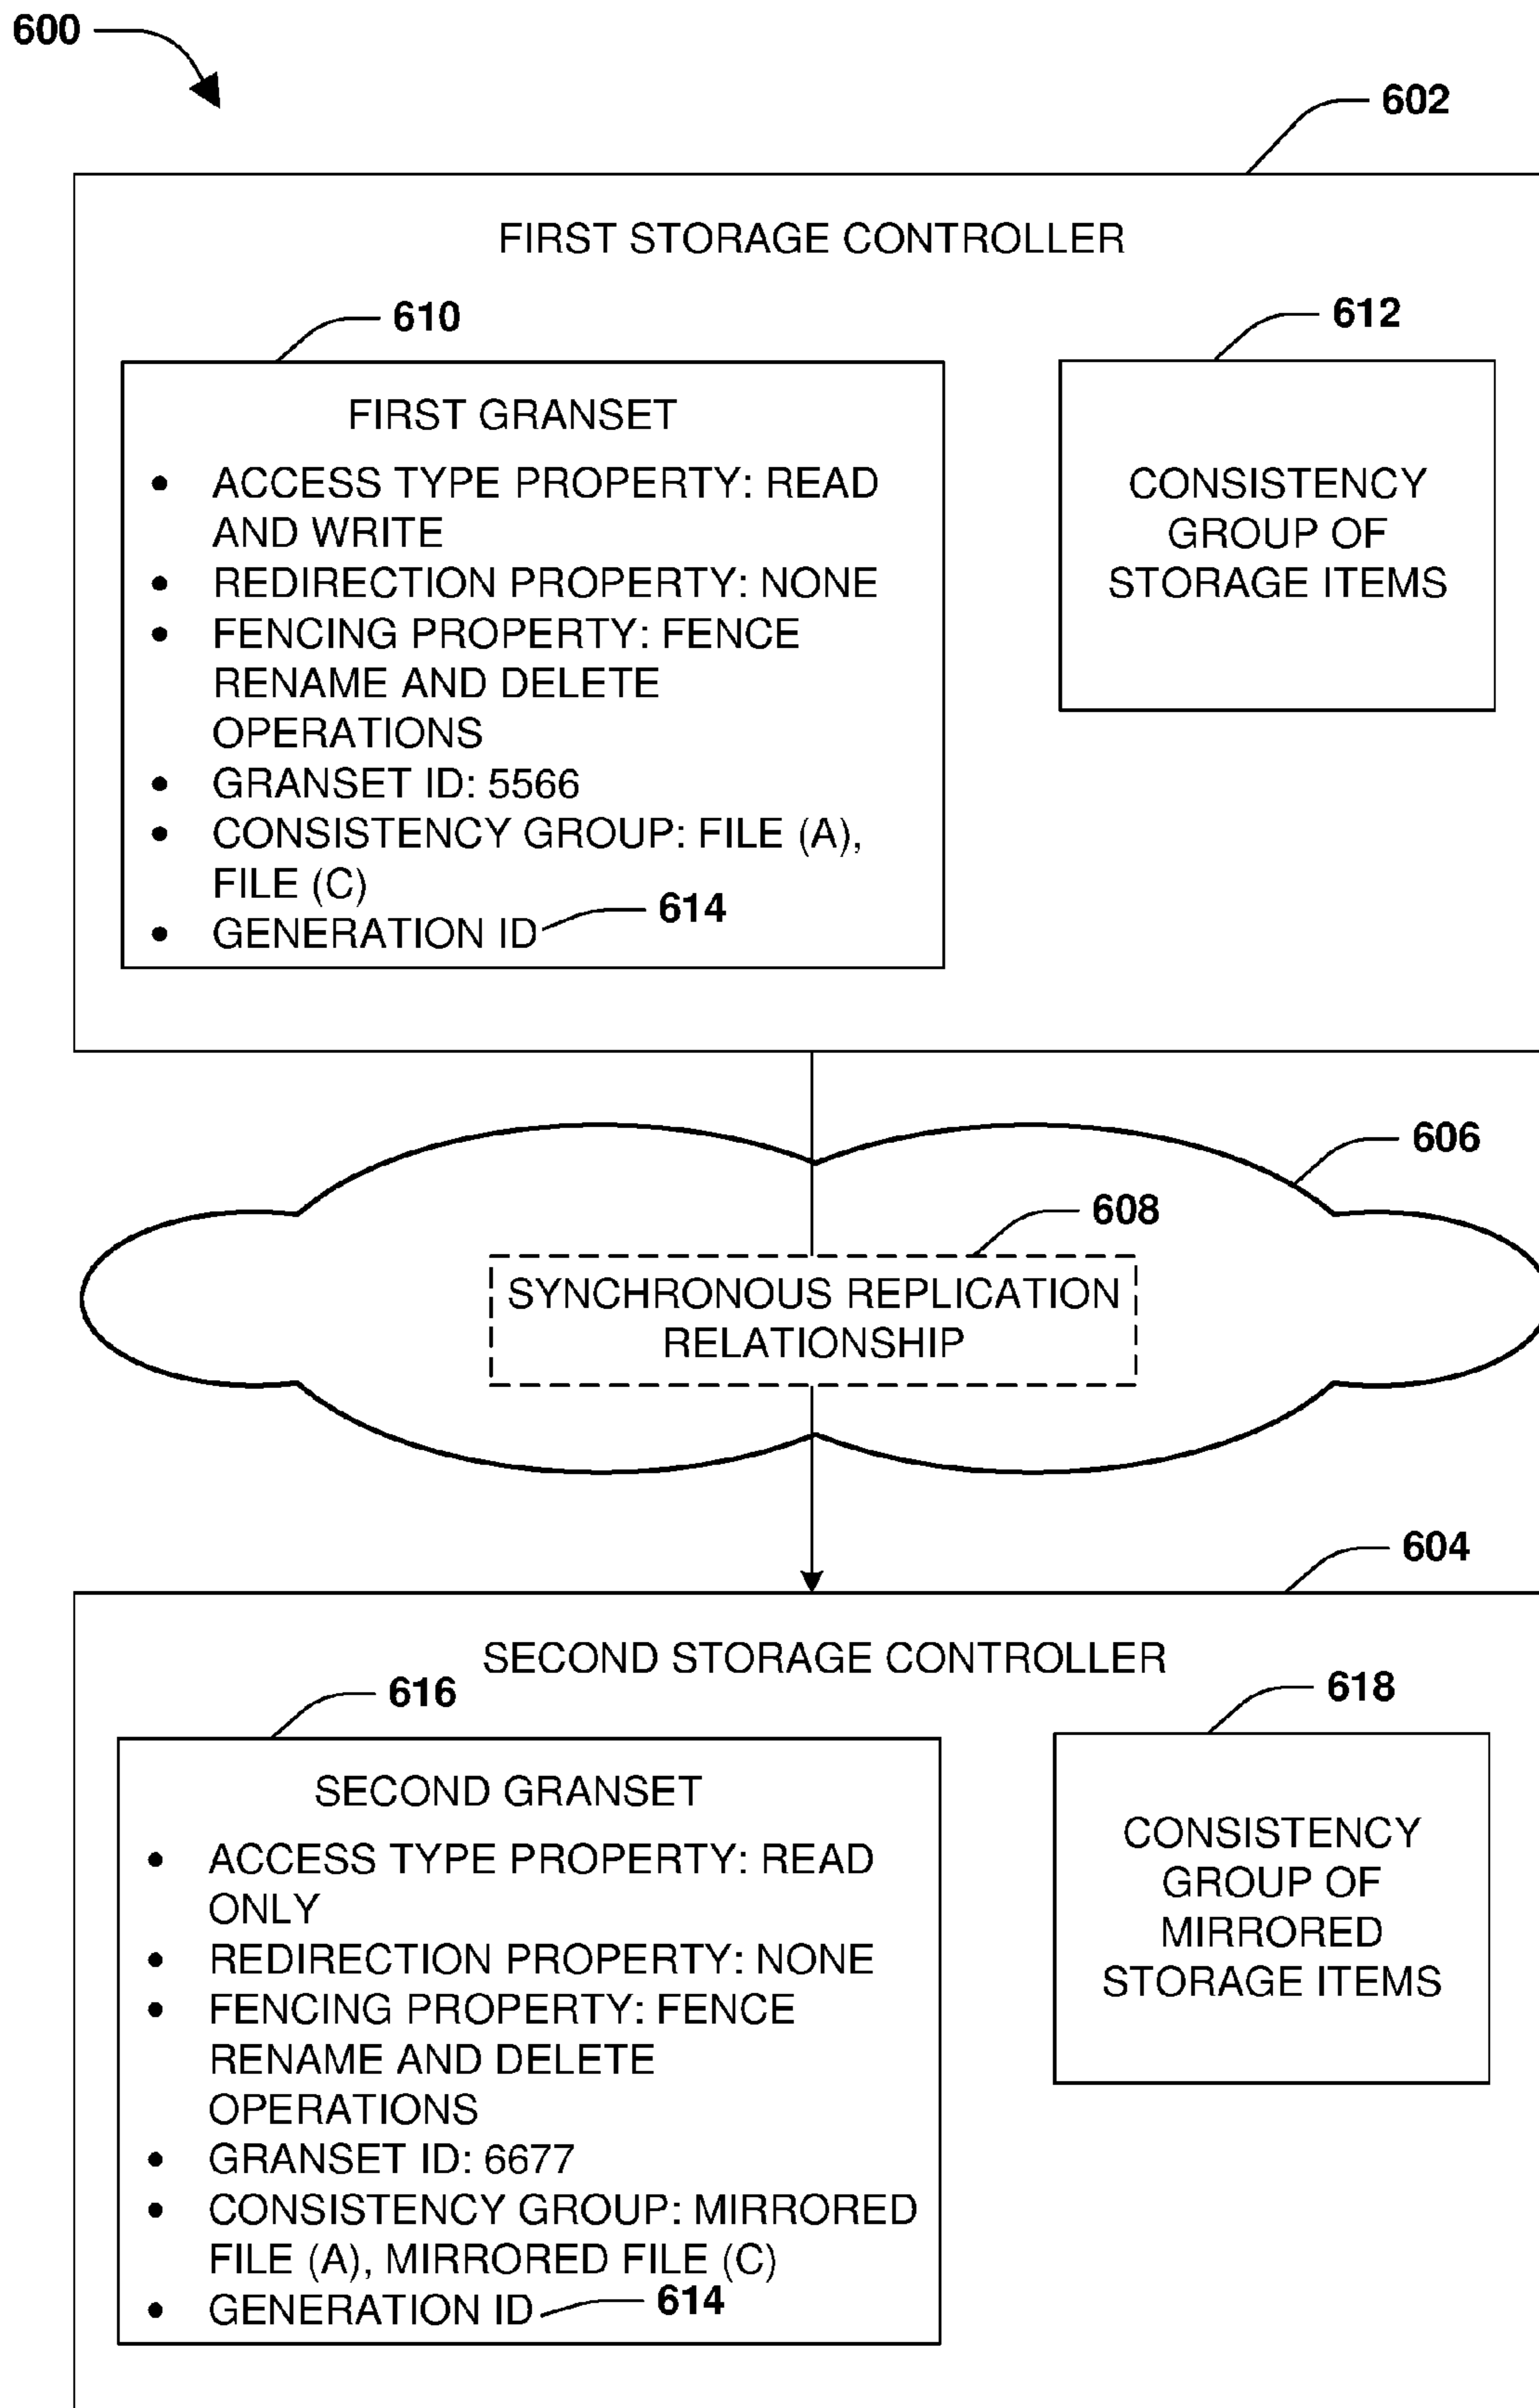 600
602
FIRST STORAGE CONTROLLER
610
612
FIRST GRANSET
• ACCESS TYPE PROPERTY: READ
AND WRITE
• REDIRECTION PROPERTY: NONE
• FENCING PROPERTY: FENCE
RENAME AND DELETE
OPERATIONS
• GRANSET ID: 5566
• CONSISTENCY GROUP: FILE (A),
FILE (C)
• GENERATION ID
614
CONSISTENCY
GROUP OF
STORAGE ITEMS
606
608
SYNCHRONOUS REPLICATION
RELATIONSHIP
604
SECOND STORAGE CONTROLLER
616
618
SECOND GRANSET
• ACCESS TYPE PROPERTY: READ
ONLY
• REDIRECTION PROPERTY: NONE
• FENCING PROPERTY: FENCE
RENAME AND DELETE
OPERATIONS
• GRANSET ID: 6677
• CONSISTENCY GROUP: MIRRORED
FILE (A), MIRRORED FILE (C)
• GENERATION ID
614
CONSISTENCY
GROUP OF
MIRRORED
STORAGE ITEMS